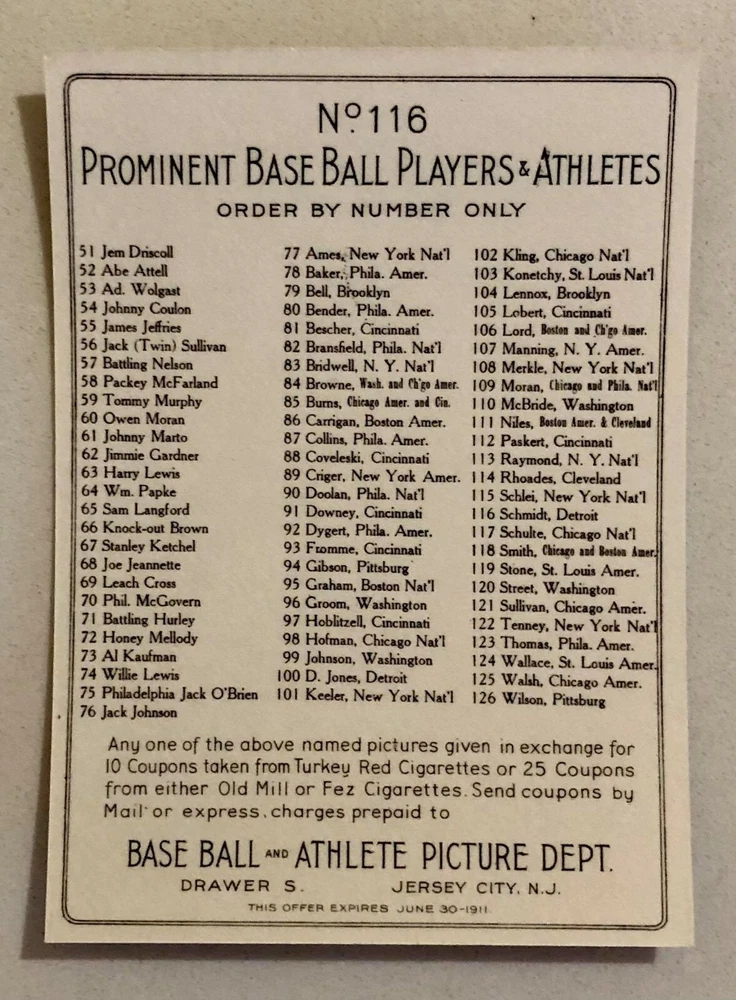 Nº 116
PROMINENT BASE BALL PLAYERS & ATHLETES
ORDER BY NUMBER ONLY
51 Jem Driscoll
52 Abe Attell
53 Ad. Wolgast
54 Johnny Coulon
55 James Jeffries
56 Jack (Twin) Sullivan
57 Battling Nelson
58 Packey McFarland
59 Tommy Murphy
60 Owen Moran
61 Johnny Marto
62 Jimmie Gardner
63 Harry Lewis
64 Wm. Papke
65 Sam Langford
66 Knock-out Brown
67 Stanley Ketchel
68 Joe Jeannette
69 Leach Cross
70 Phil. McGovern
71 Battling Hurley
72 Honey Mellody
73 Al Kaufman
74 Willie Lewis
75 Philadelphia Jack O'Brien
76 Jack Johnson
77 Ames, New York Nat'l
78 Baker, Phila. Amer.
79 Bell, Brooklyn
80 Bender, Phila. Amer.
81 Bescher, Cincinnati
82 Bransfield, Phila. Nat'l
83 Bridwell, N. Y. Nat'l
84 Browne, Wash. and Ch'go Amer.
85 Burns, Chicago Amer. and Cin.
86 Carrigan, Boston Amer.
87 Collins, Phila. Amer.
88 Coveleski, Cincinnati
89 Criger, New York Amer.
90 Doolan, Phila. Nat'l
91 Downey, Cincinnati
92 Dygert, Phila. Amer.
93 Fromme, Cincinnati
94 Gibson, Pittsburg
95 Graham, Boston Nat'l
96 Groom, Washington
97 Hoblitzell, Cincinnati
98 Hofman, Chicago Nat'l
99 Johnson, Washington
100 D. Jones, Detroit
101 Keeler, New York Nat'l
102 Kling, Chicago Nat'l
103 Konetchy, St. Louis Nat'l
104 Lennox, Brooklyn
105 Lobert, Cincinnati
106 Lord, Boston and Ch'go Amer.
107 Manning, N. Y. Amer.
108 Merkle, New York Nat'l
109 Moran, Chicago and Phila. Nat'l
110 McBride, Washington
111 Niles, Boston Amer. & Cleveland
112 Paskert, Cincinnati
113 Raymond, N. Y. Nat'l
114 Rhoades, Cleveland
115 Schlei, New York Nat'l
116 Schmidt, Detroit
117 Schulte, Chicago Nat'l
118 Smith, Chicago and Boston Amer.
119 Stone, St. Louis Amer.
120 Street, Washington
121 Sullivan, Chicago Amer.
122 Tenney, New York Nat'l
123 Thomas, Phila. Amer.
124 Wallace, St. Louis Amer.
125 Walsh, Chicago Amer.
126 Wilson, Pittsburg
Any one of the above named pictures given in exchange for
10 Coupons taken from Turkey Red Cigarettes or 25 Coupons
from either Old Mill or Fez Cigarettes. Send coupons by
Mail or express, charges prepaid to
BASE BALL AND ATHLETE PICTURE DEPT.
DRAWER S. JERSEY CITY, N.J.
THIS OFFER EXPIRES JUNE 30-1911